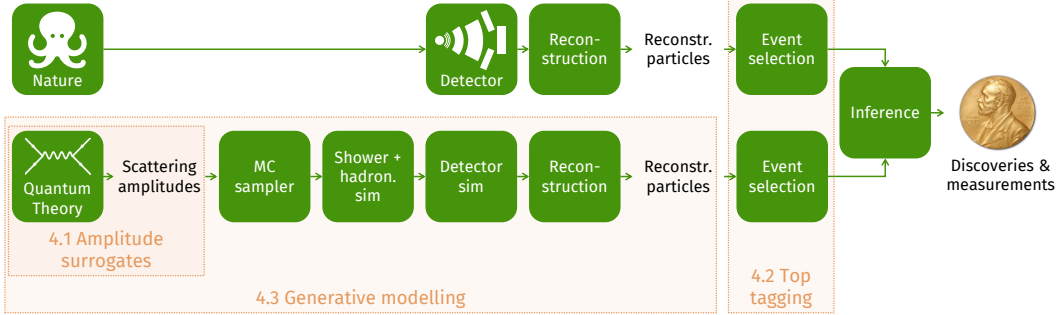 Nature
Detector
Recon-
struction
Reconstr.
particles
Event
selection
Inference
Discoveries &
measurements
Quantum
Theory
Scattering
amplitudes
MC
sampler
Shower +
hadron.
sim
Detector
sim
Recon-
struction
Reconstr.
particles
Event
selection
4.1 Amplitude
surrogates
4.3 Generative modelling
4.2 Top
tagging